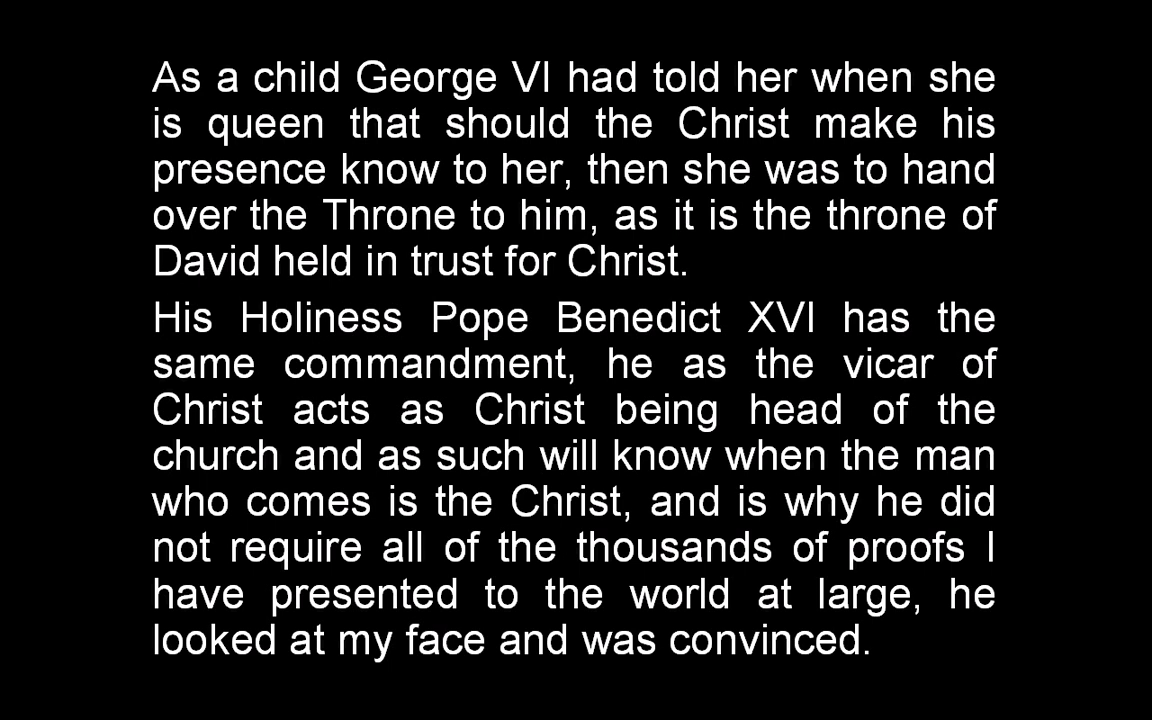 As a child George VI had told her when she
is queen that should the Christ make his
presence know to her, then she was to hand
over the Throne to him, as it is the throne of
David held in trust for Christ.
His Holiness Pope Benedict XVI has the
same commandment, he as the vicar of
Christ acts as Christ being head of the
church and as such will know when the man
who comes is the Christ, and is why he did
not require all of the thousands of proofs I
have presented to the world at large, he
looked at my face and was convinced.